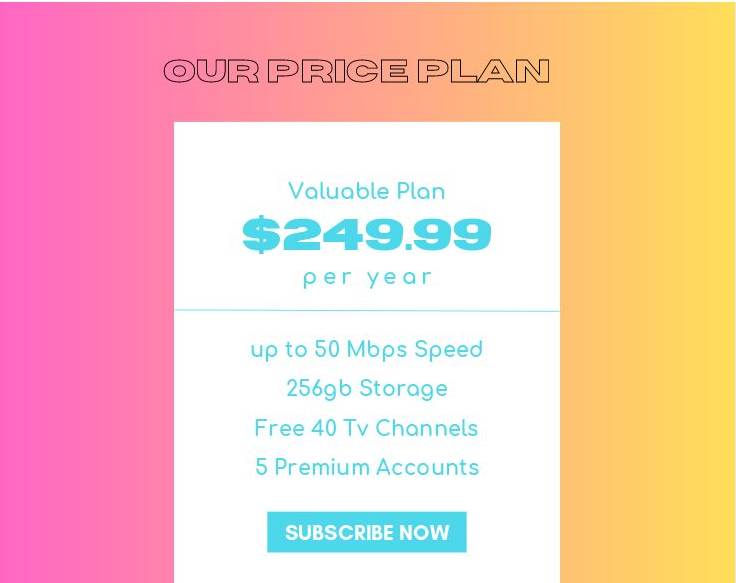 OUR PRICE PLAN
Valuable Plan
$249.99
per year
up to 50 Mbps Speed
256gb Storage
Free 40 Tv Channels
5 Premium Accounts
SUBSCRIBE NOW